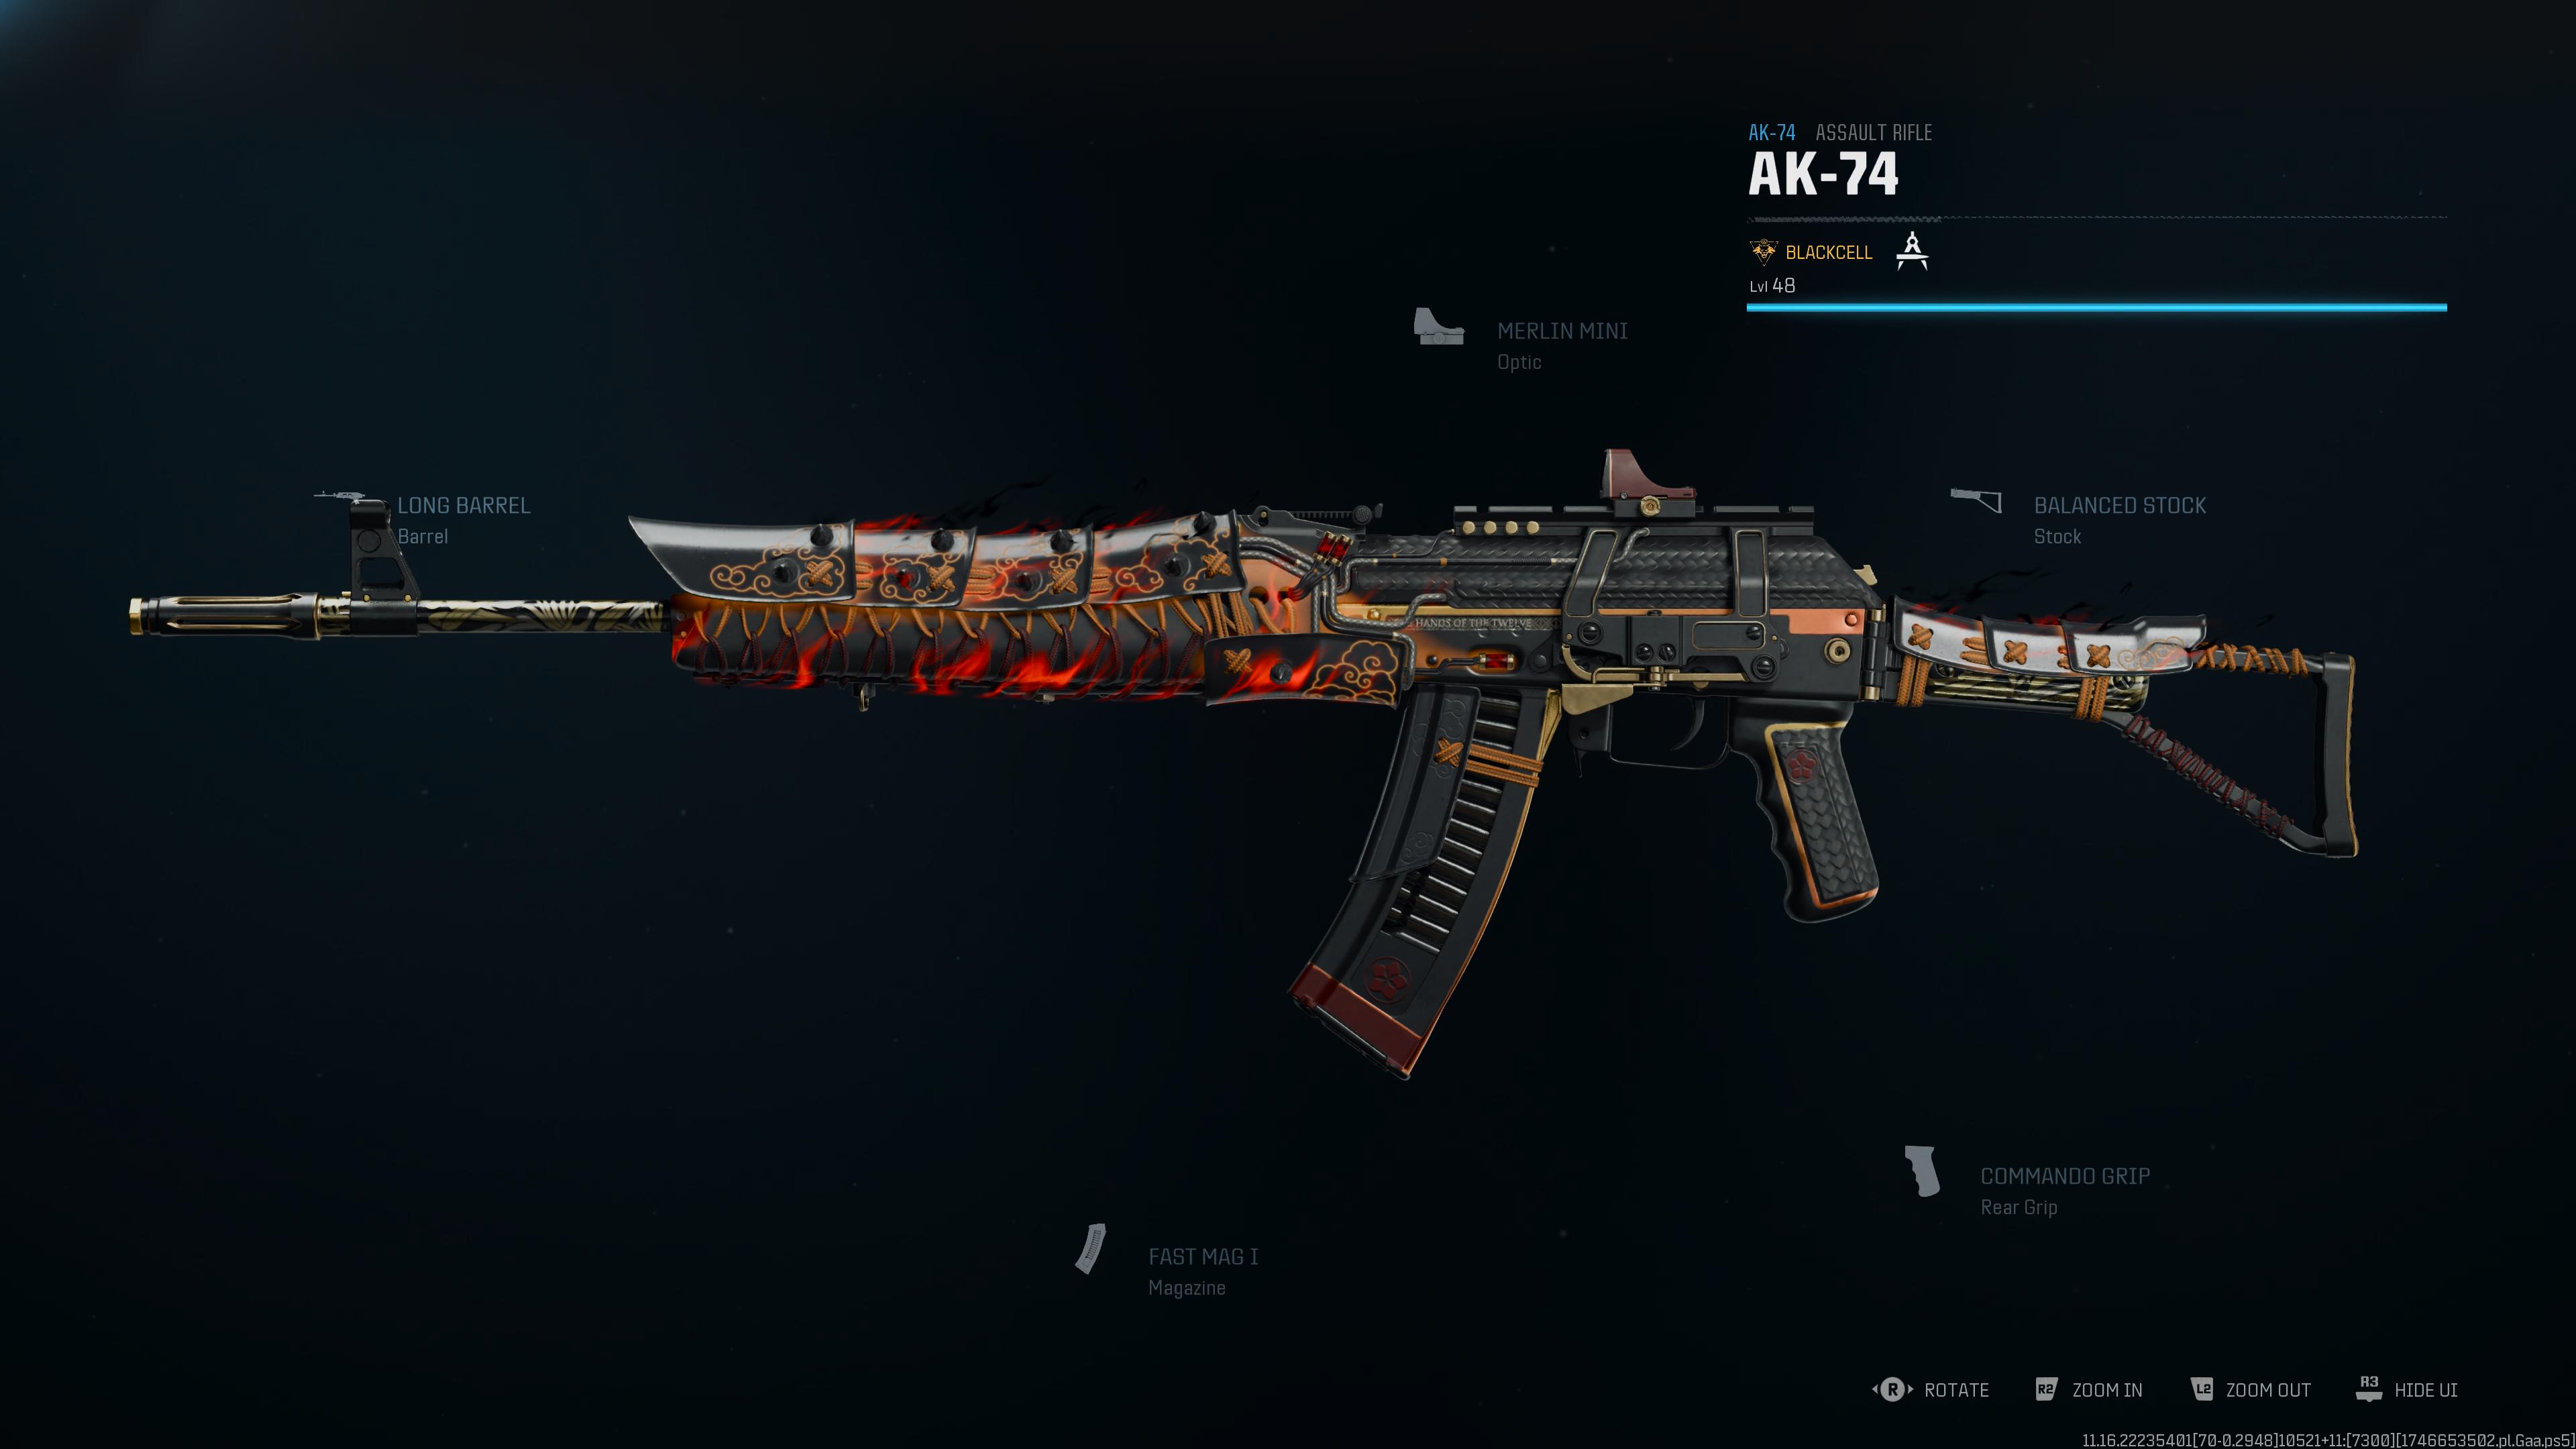 AK-74 ASSAULT RIFLE
AK-74
BLACKCELL
Lvl 48
MERLIN MINI
Optic
LONG BARREL
Barrel
BALANCED STOCK
Stock
HANDS OF THE TWELVE
COMMANDO GRIP
Rear Grip
FAST MAG I
Magazine
R ROTATE R2 ZOOM IN L2 ZOOM OUT R3 HIDE UI
11.16.22235401[70-0.2948]10521+11:[7300][1746653502.pl.Gaa.ps5]